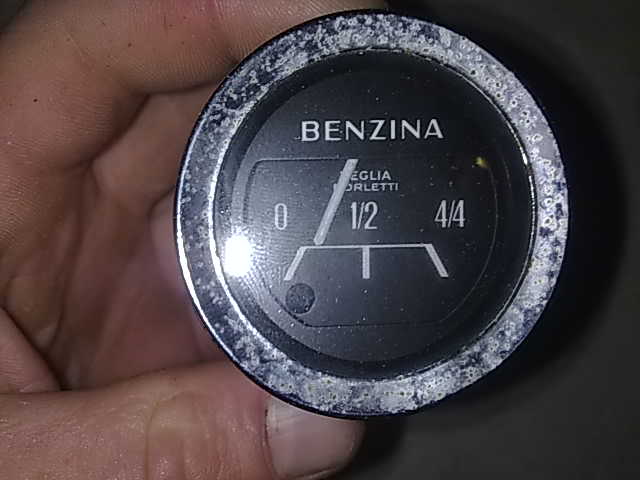 BENZINA
EGLIA
ORLETTI
0 1/2 4/4